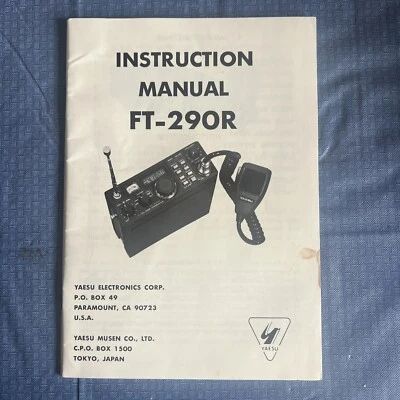 INSTRUCTION
MANUAL
FT-290R
YAESU ELECTRONICS CORP.
P.O. BOX 49
PARAMOUNT, CA 90723
U.S.A.
YAESU MUSEN CO., LTD.
C.P.O. BOX 1500
TOKYO, JAPAN
YAESU